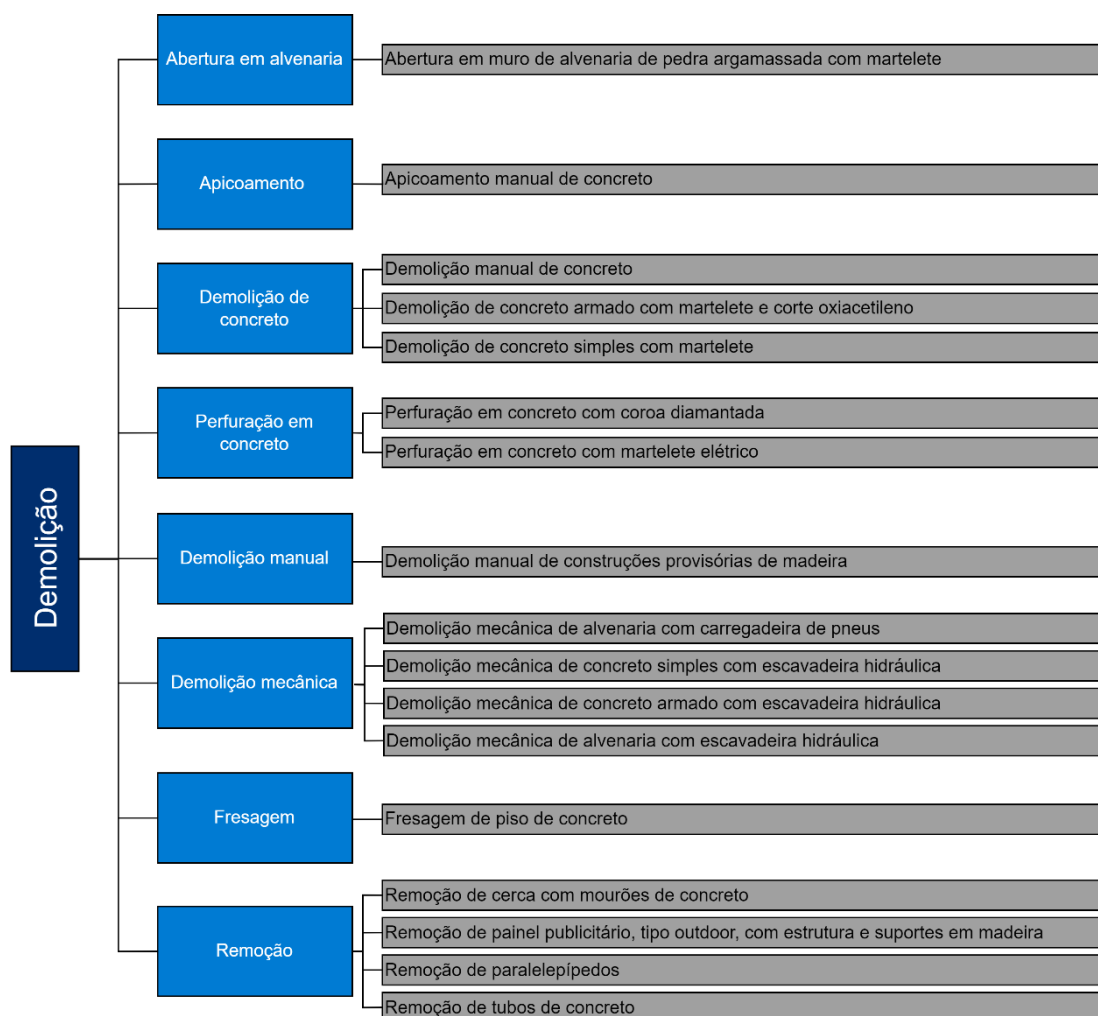 Demolição
Abertura em alvenaria
Abertura em muro de alvenaria de pedra argamassada com martelete
Apicoamento
Apicoamento manual de concreto
Demolição de
concreto
Demolição manual de concreto
Demolição de concreto armado com martelete e corte oxiacetileno
Demolição de concreto simples com martelete
Perfuração em
concreto
Perfuração em concreto com coroa diamantada
Perfuração em concreto com martelete elétrico
Demolição manual
Demolição manual de construções provisórias de madeira
Demolição mecânica
Demolição mecânica de alvenaria com carregadeira de pneus
Demolição mecânica de concreto simples com escavadeira hidráulica
Demolição mecânica de concreto armado com escavadeira hidráulica
Demolição mecânica de alvenaria com escavadeira hidráulica
Fresagem
Fresagem de piso de concreto
Remoção
Remoção de cerca com mourões de concreto
Remoção de painel publicitário, tipo outdoor, com estrutura e suportes em madeira
Remoção de paralelepípedos
Remoção de tubos de concreto